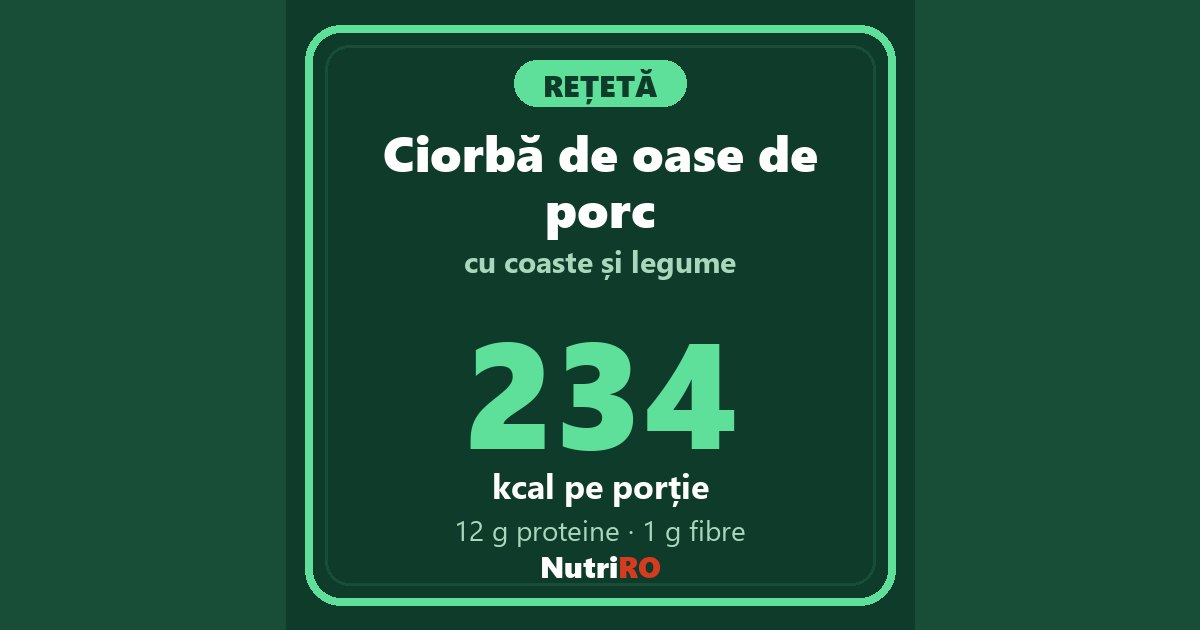 REȚETĂ
Ciorbă de oase de
porc
cu coaste și legume
234
kcal pe porție
12 g proteine · 1 g fibre
NutriRO